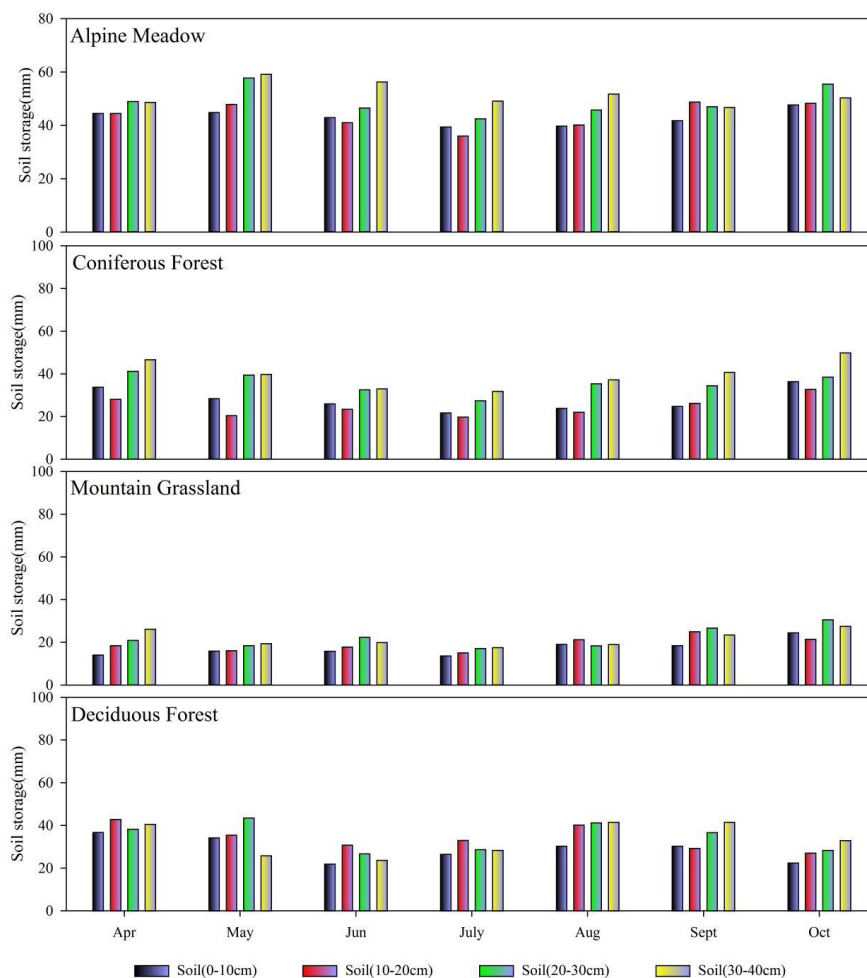 80
Alpine Meadow
60
40
20
0
Soil storage(mm)
100
Coniferous Forest
80
60
40
20
0
Soil storage(mm)
100
Mountain Grassland
80
60
40
20
0
Soil storage(mm)
100
Deciduous Forest
80
60
40
20
0
Soil storage(mm)
Apr May Jun July Aug Sept Oct
Soil(0-10cm) Soil(10-20cm) Soil(20-30cm) Soil(30-40cm)